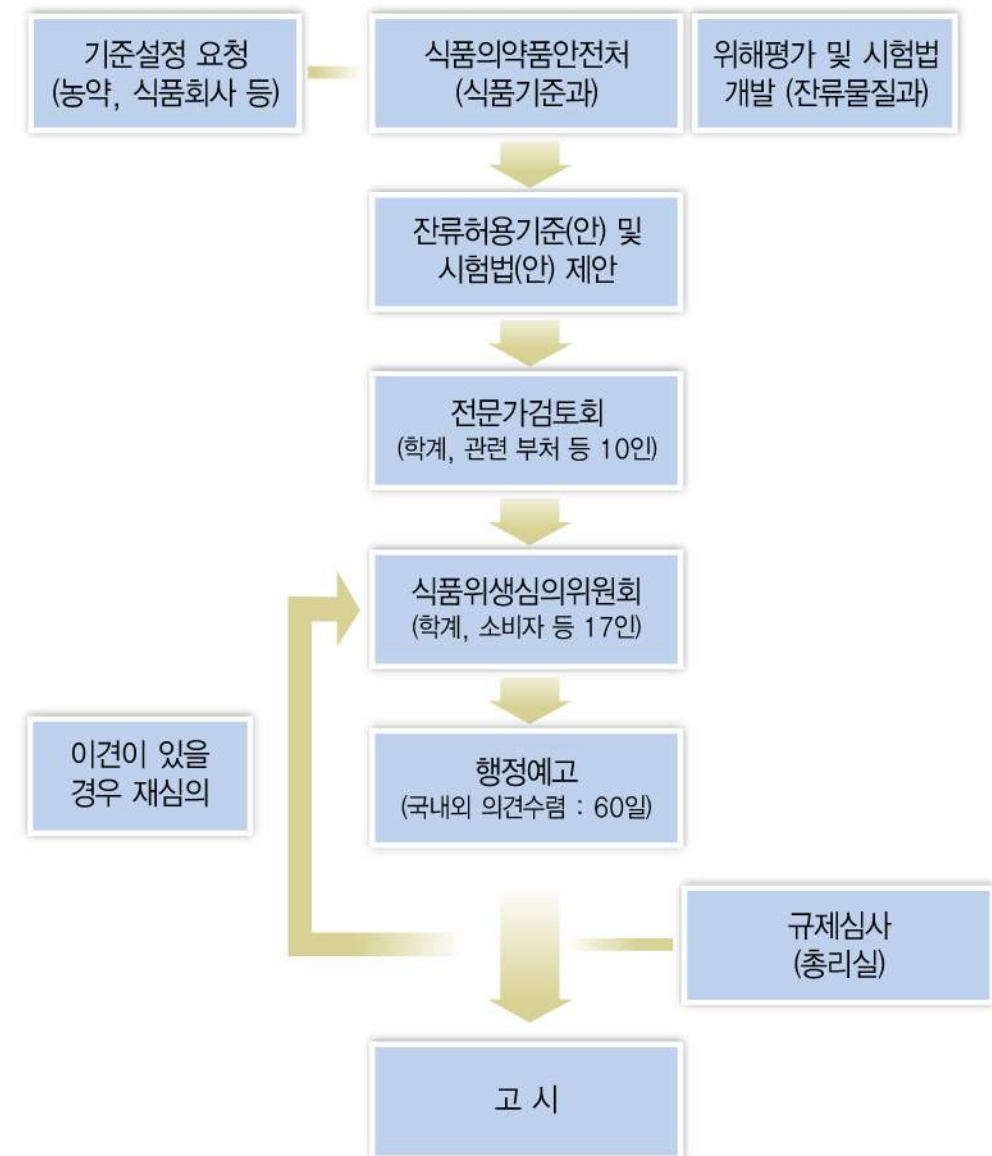 기준설정 요청
(농약, 식품회사 등)
식품의약품안전처
(식품기준과)
위해평가 및 시험법
개발 (잔류물질과)
잔류허용기준(안) 및
시험법(안) 제안
전문가검토회
(학계, 관련 부처 등 10인)
식품위생심의위원회
(학계, 소비자 등 17인)
이견이 있을
경우 재심의
행정예고
(국내외 의견수렴 : 60일)
규제심사
(총리실)
고 시